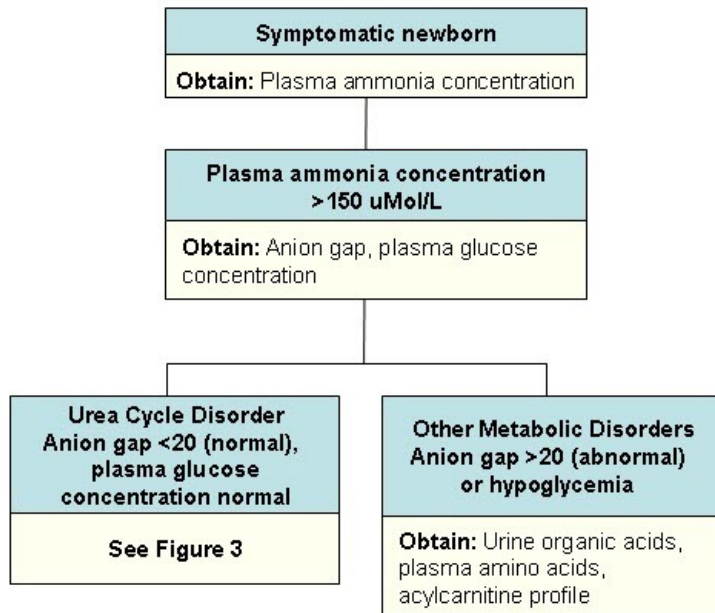 Symptomatic newborn
Obtain: Plasma ammonia concentration
Plasma ammonia concentration
>150 uMol/L
Obtain: Anion gap, plasma glucose
concentration
Urea Cycle Disorder
Anion gap <20 (normal),
plasma glucose
concentration normal
See Figure 3
Other Metabolic Disorders
Anion gap >20 (abnormal)
or hypoglycemia
Obtain: Urine organic acids,
plasma amino acids,
acylcarnitine profile